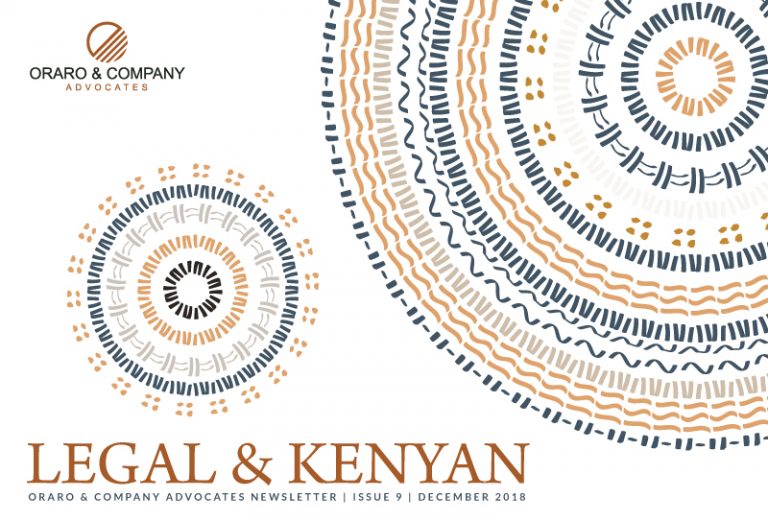 ORARO & COMPANY
ADVOCATES
LEGAL & KENYAN
ORARO & COMPANY ADVOCATES NEWSLETTER | ISSUE 9 | DECEMBER 2018